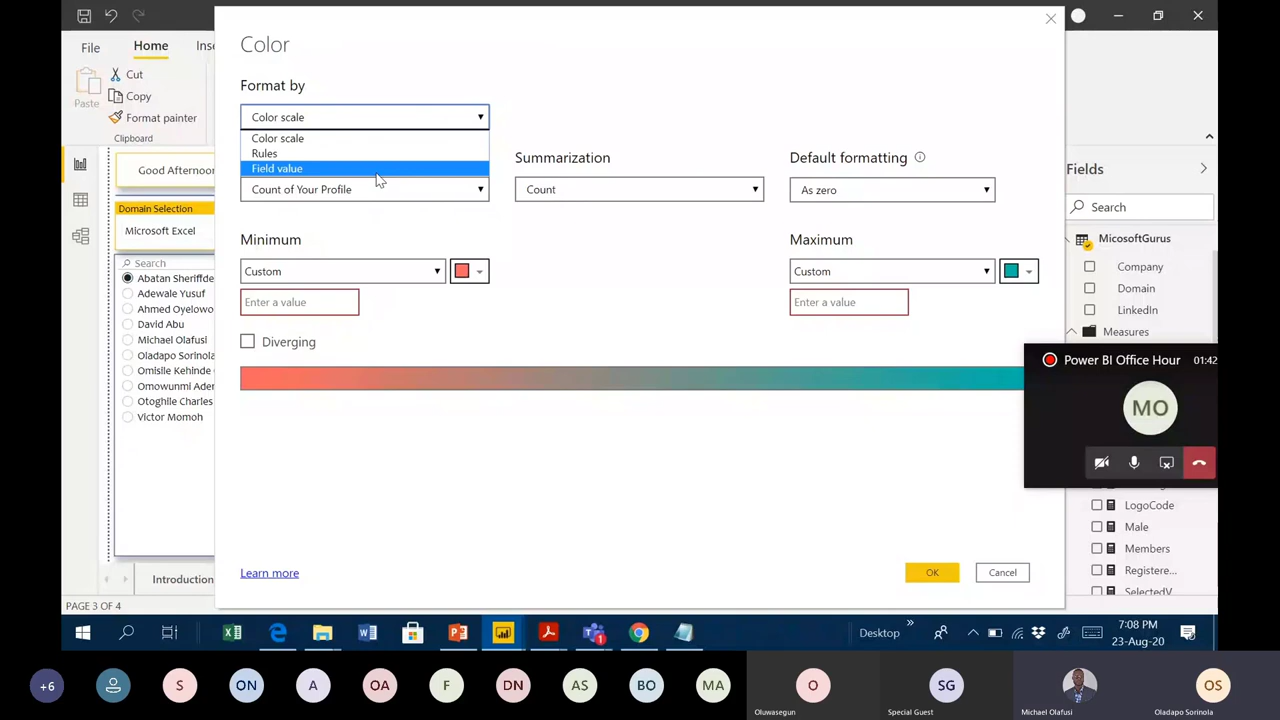 Color
File
Home
Ins
Format by
Cut
Color scale
Paste
Copy
Color scale
Format painter
Rules
Clipboard
Summarization
Default formatting
Fields
Good Afternoon
Field value
Count of Your Profile
Count
As zero
Search
Domain Selection
Microsoft Excel
Minimum
Maximum
MicosoftGurus
Search
Custom
Custom
Company
Abatan Sheriffde
Domain
Adewale Yusuf
Enter a value
Enter a value
LinkedIn
Ahmed Oyelowo
David Abu
Measures
Michael Olafusi
Diverging
Oladapo Sorinola
Power BI Office Hour
01:42
Omisile Kehinde
Omowunmi Ader
MO
Otoghile Charles
Victor Momoh
LogoCode
Male
Members
Introduction
Learn more
OK
Cancel
Registere...
SelectedV
PAGE 3 OF 4
Desktop
7:08 PM
23-Aug-20
+6
S
ON
A
OA
F
DN
AS
BO
MA
O
SG
OS
Oluwasegun
Special Guest
Michael Olafusi
Oladapo Sorinola